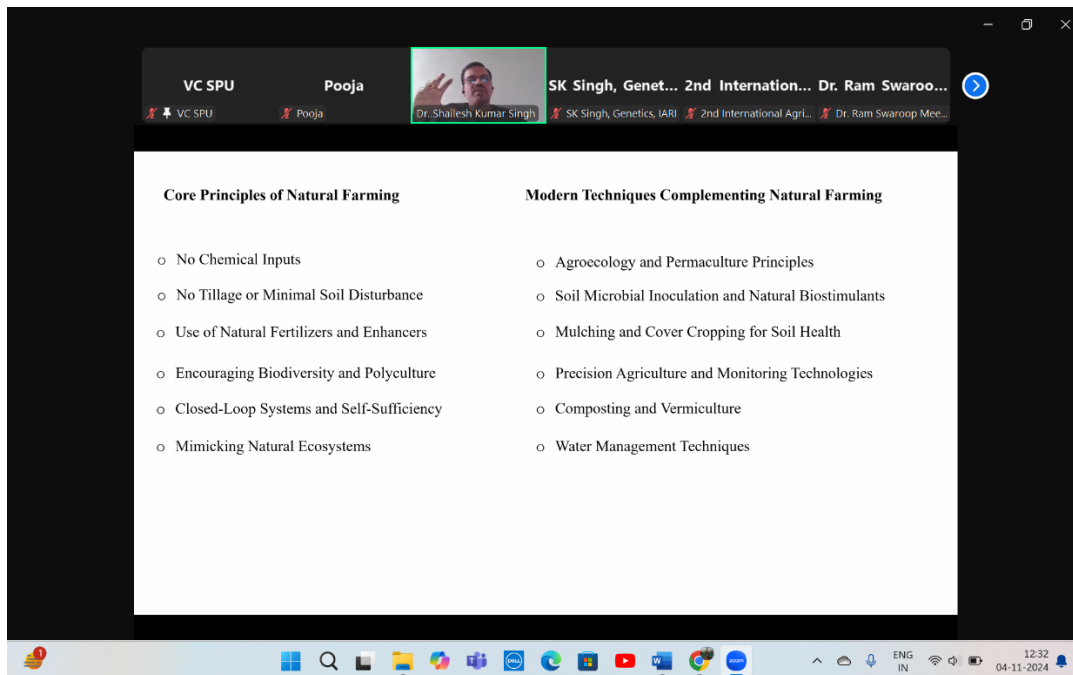 VC SPU
Pooja
SK Singh, Genet...
2nd Internation...
Dr. Ram Swaroo...
VC SPU
Pooja
Dr..Shailesh Kumar Singh
SK Singh, Genetics, IARI
2nd International Agri...
Dr. Ram Swaroop Mee...
Core Principles of Natural Farming
o No Chemical Inputs
o No Tillage or Minimal Soil Disturbance
o Use of Natural Fertilizers and Enhancers
o Encouraging Biodiversity and Polyculture
o Closed-Loop Systems and Self-Sufficiency
o Mimicking Natural Ecosystems
Modern Techniques Complementing Natural Farming
o Agroecology and Permaculture Principles
o Soil Microbial Inoculation and Natural Biostimulants
o Mulching and Cover Cropping for Soil Health
o Precision Agriculture and Monitoring Technologies
o Composting and Vermiculture
o Water Management Techniques
1
DELL
W
zoom
ENG
IN
12:32
04-11-2024